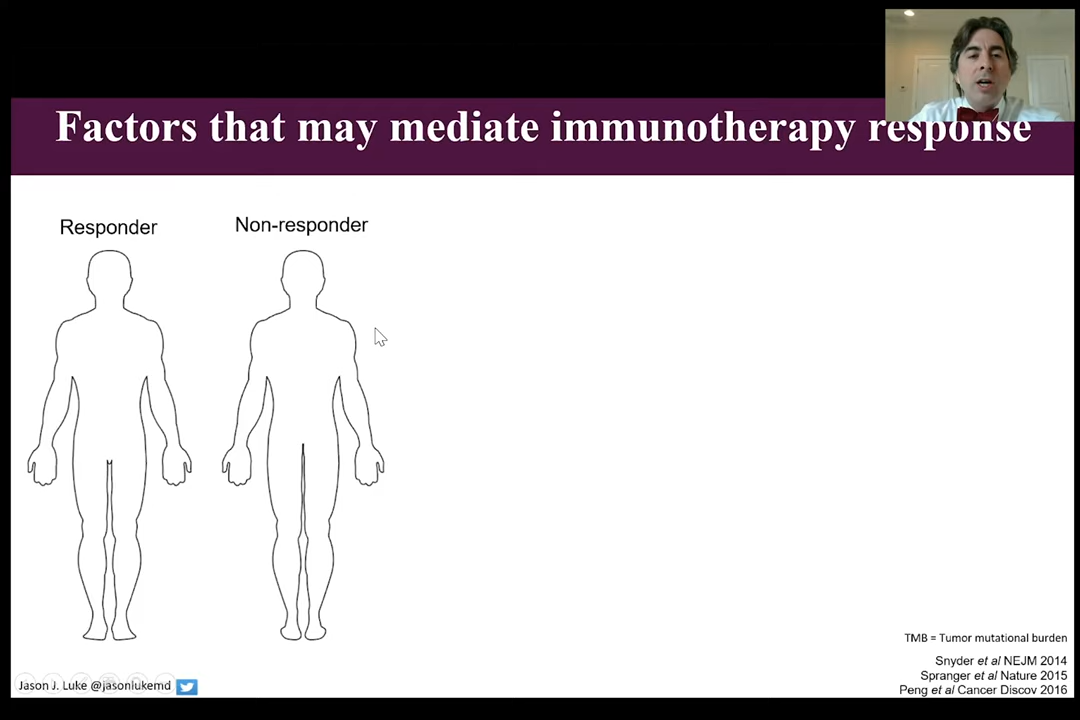 Factors that may mediate immunotherapy response
Responder
Non-responder
TMB = Tumor mutational burden
Snyder et al NEJM 2014
Spranger et al Nature 2015
Peng et al Cancer Discov 2016
Jason J. Luke @jasonlukemd